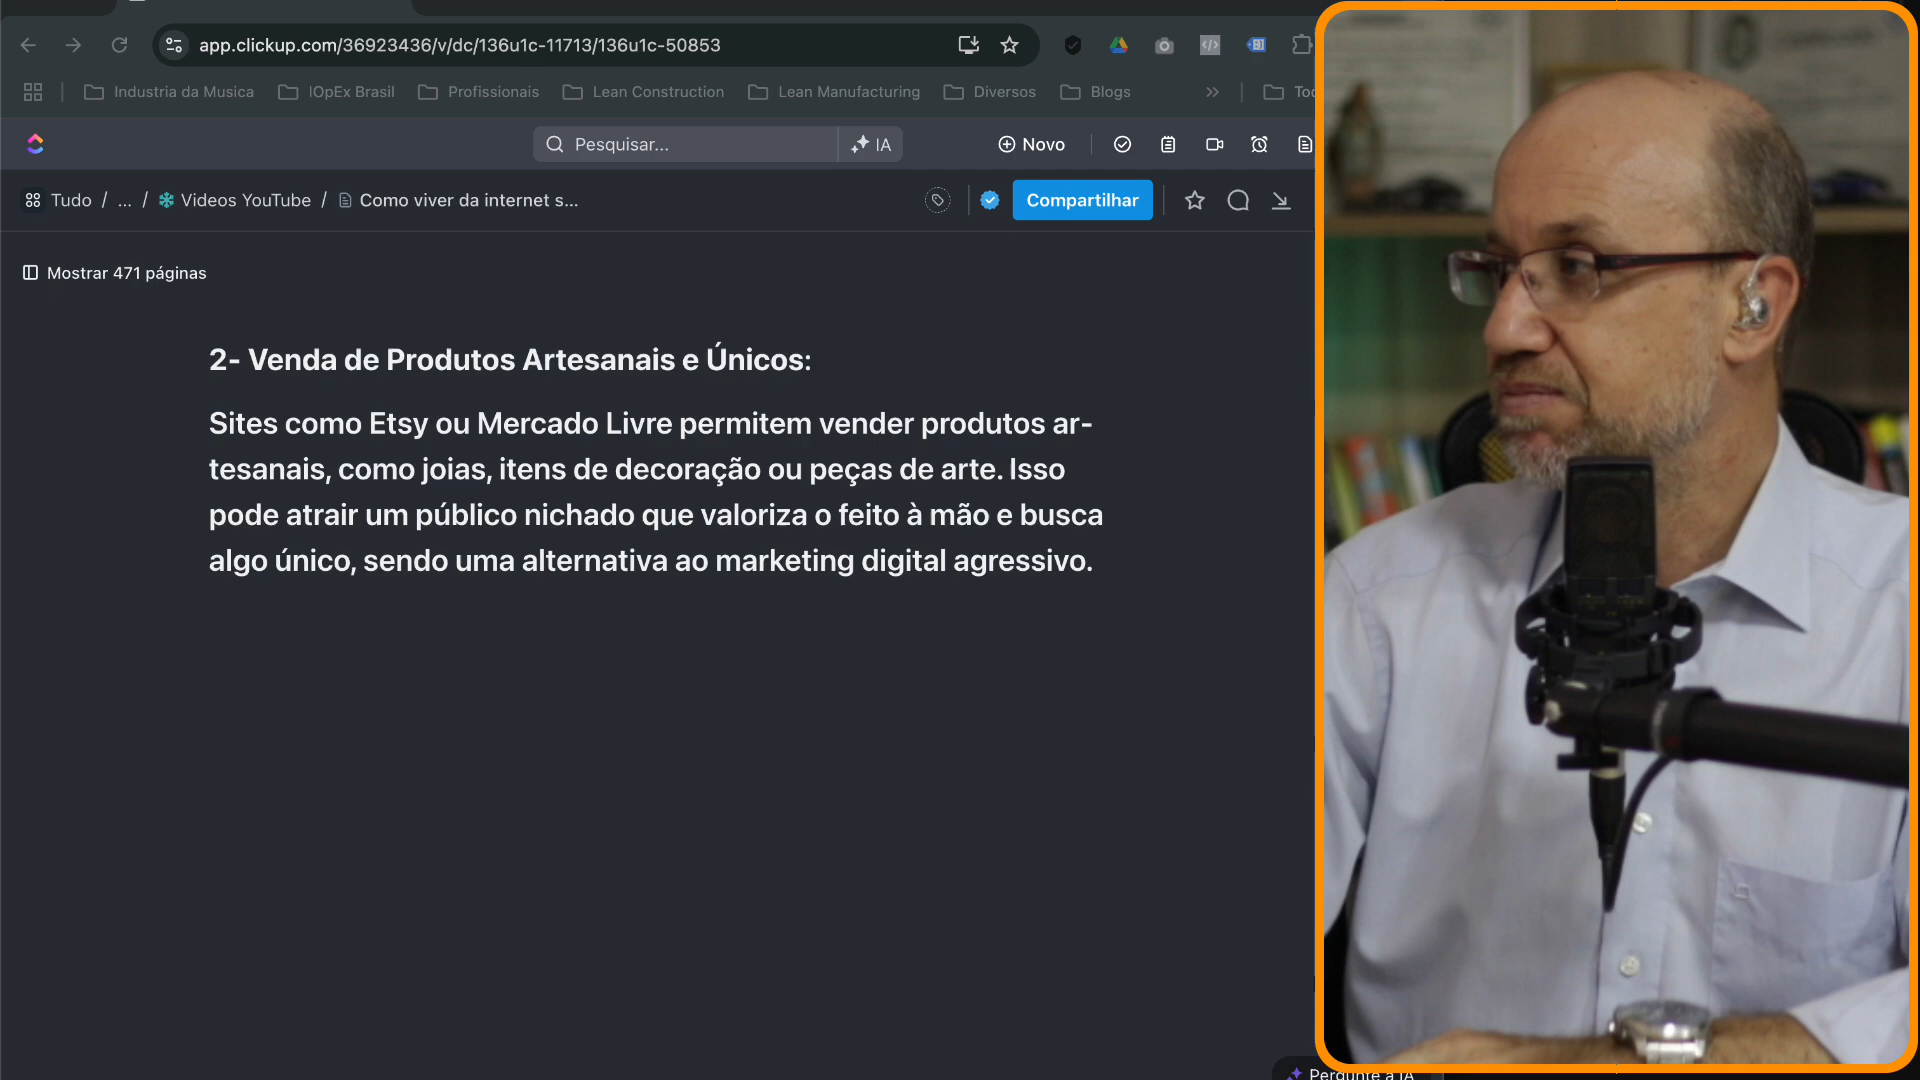 app.clickup.com/36923436/v/dc/136u1c-11713/136u1c-50853
Industria da Musica
IOpEx Brasil
Profissionais
Lean Construction
Lean Manufacturing
Diversos
Blogs
Pesquisar...
IA
Novo
Tudo / ... / Videos YouTube / Como viver da internet s...
Compartilhar
Mostrar 471 páginas
2- Venda de Produtos Artesanais e Únicos:
Sites como Etsy ou Mercado Livre permitem vender produtos ar-
tesanais, como joias, itens de decoração ou peças de arte. Isso
pode atrair um público nichado que valoriza o feito à mão e busca
algo único, sendo uma alternativa ao marketing digital agressivo.
Pergunte à IA